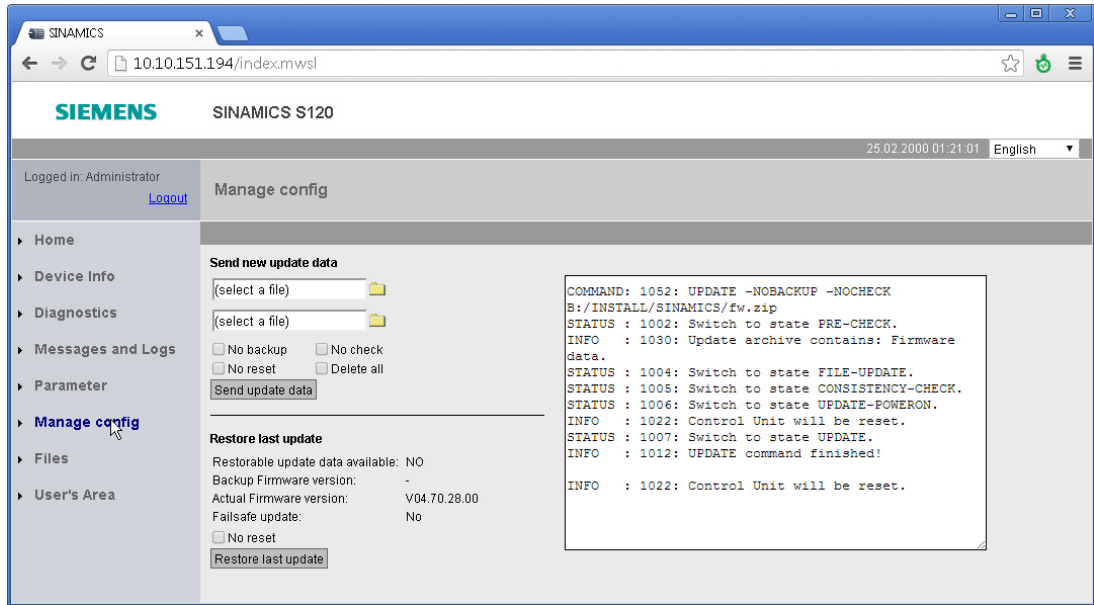 SINAMICS
10.10.151.194/index.mwsl
SIEMENS SINAMICS S120
25.02.2000 01:21:01 English
Logged in: Administrator
Logout
Manage config
Home
Device Info
Diagnostics
Messages and Logs
Parameter
Manage config
Files
User's Area
Send new update data
(select a file)
(select a file)
No backup No check
No reset Delete all
Send update data
Restore last update
Restorable update data available: NO
Backup Firmware version: -
Actual Firmware version: V04.70.28.00
Failsafe update: No
No reset
Restore last update
COMMAND: 1052: UPDATE -NOBACKUP -NOCHECK
B:/INSTALL/SINAMICS/fw.zip
STATUS : 1002: Switch to state PRE-CHECK.
INFO : 1030: Update archive contains: Firmware
data.
STATUS : 1004: Switch to state FILE-UPDATE.
STATUS : 1005: Switch to state CONSISTENCY-CHECK.
STATUS : 1006: Switch to state UPDATE-POWERON.
INFO : 1022: Control Unit will be reset.
STATUS : 1007: Switch to state UPDATE.
INFO : 1012: UPDATE command finished!
INFO : 1022: Control Unit will be reset.